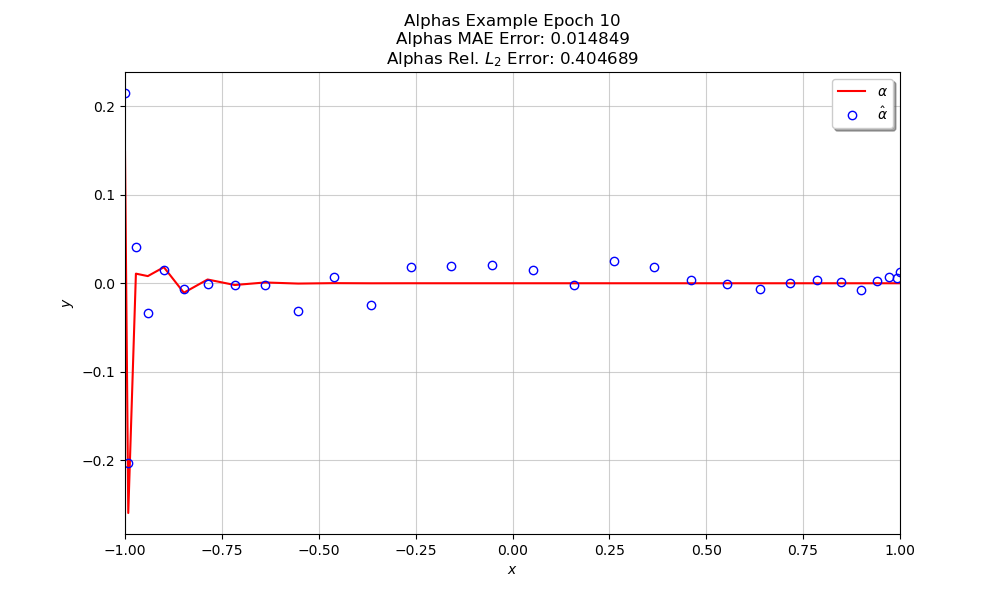 Alphas Example Epoch 10
Alphas MAE Error: 0.014849
Alphas Rel. $L_2$ Error: 0.404689
α
α̂
0.2
0.1
0.0
−0.1
−0.2
y
−1.00 −0.75 −0.50 −0.25 0.00 0.25 0.50 0.75 1.00
x